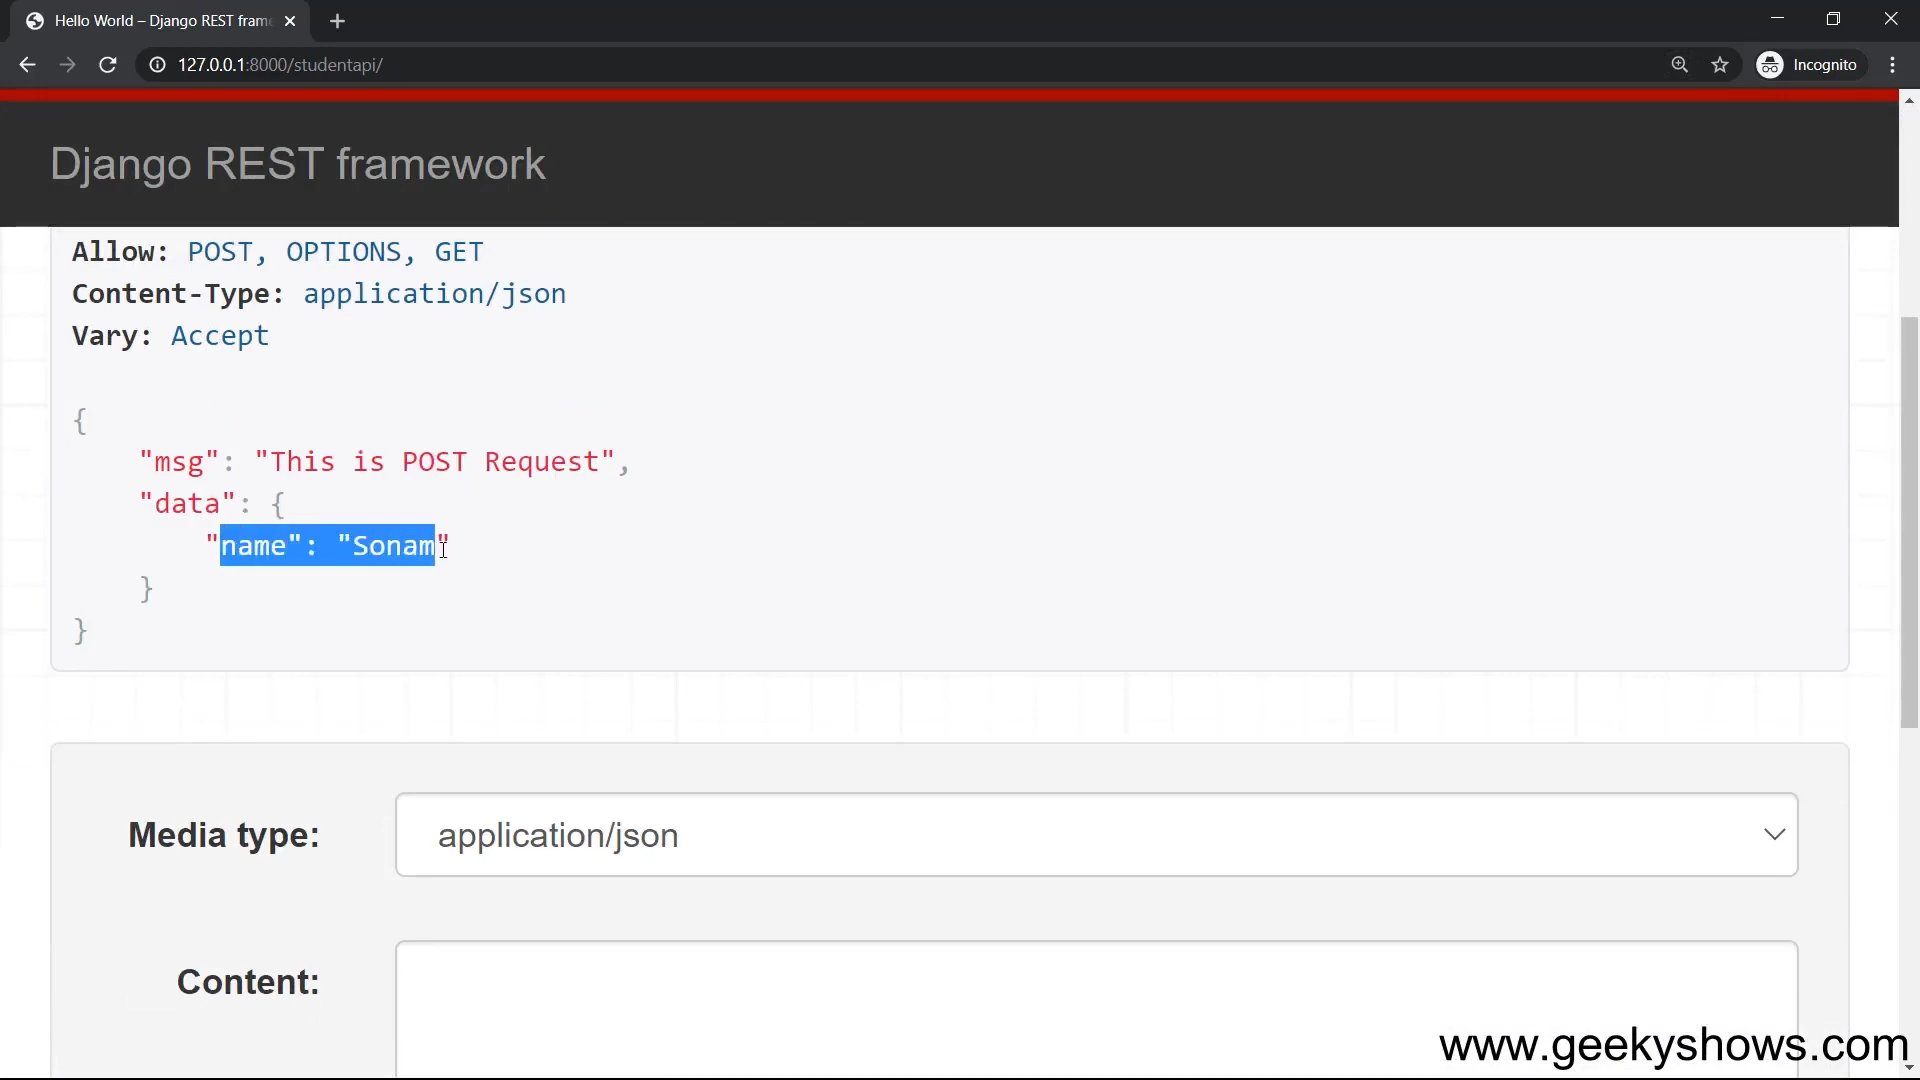 Hello World – Django REST fram
127.0.0.1:8000/studentapi/
Incognito
Django REST framework
Allow: POST, OPTIONS, GET
Content-Type: application/json
Vary: Accept
{
"msg": "This is POST Request",
"data": {
"name": "Sonam"
}
}
Media type: application/json
Content:
www.geekyshows.com